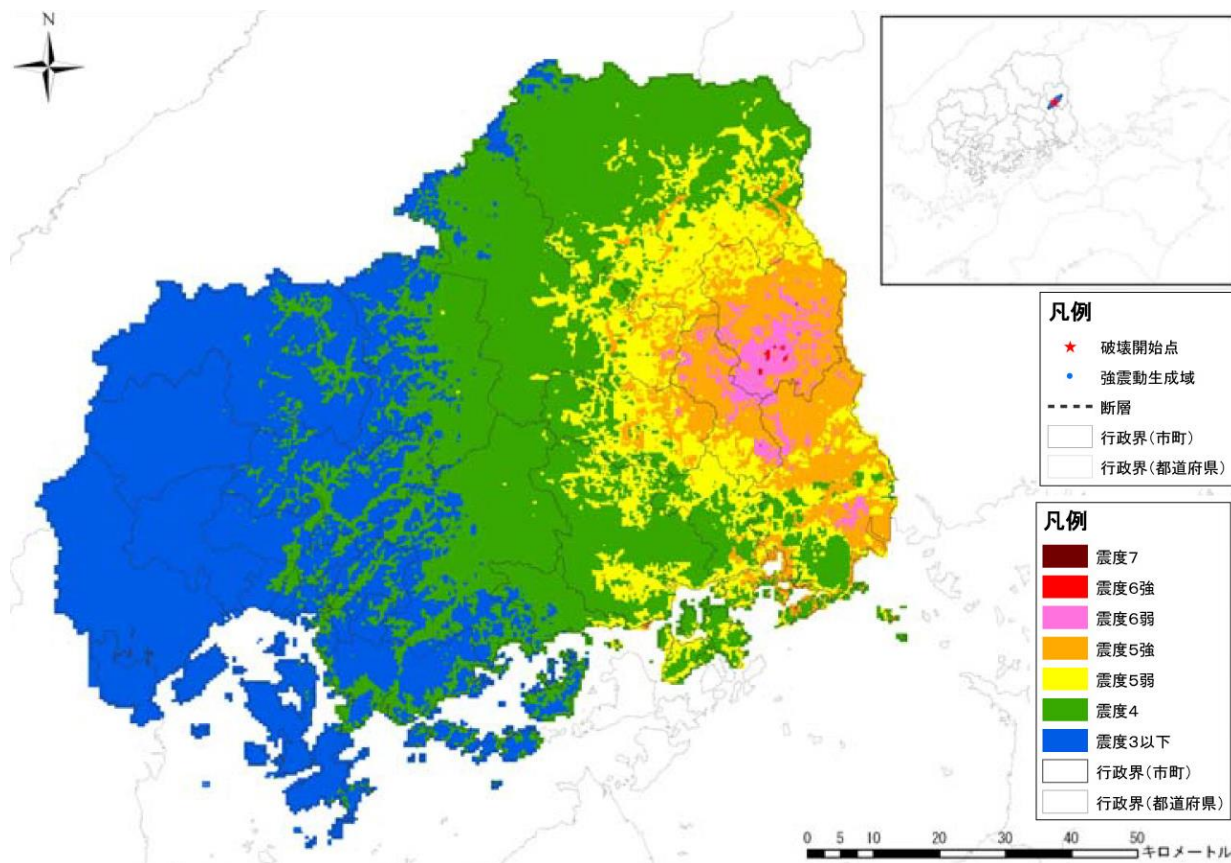 N
凡例
破壊開始点
強震動生成域
断層
行政界(市町)
行政界(都道府県)
凡例
震度7
震度6強
震度6弱
震度5強
震度5弱
震度4
震度3以下
行政界(市町)
行政界(都道府県)
0 5 10 20 30 40 50
キロメートル